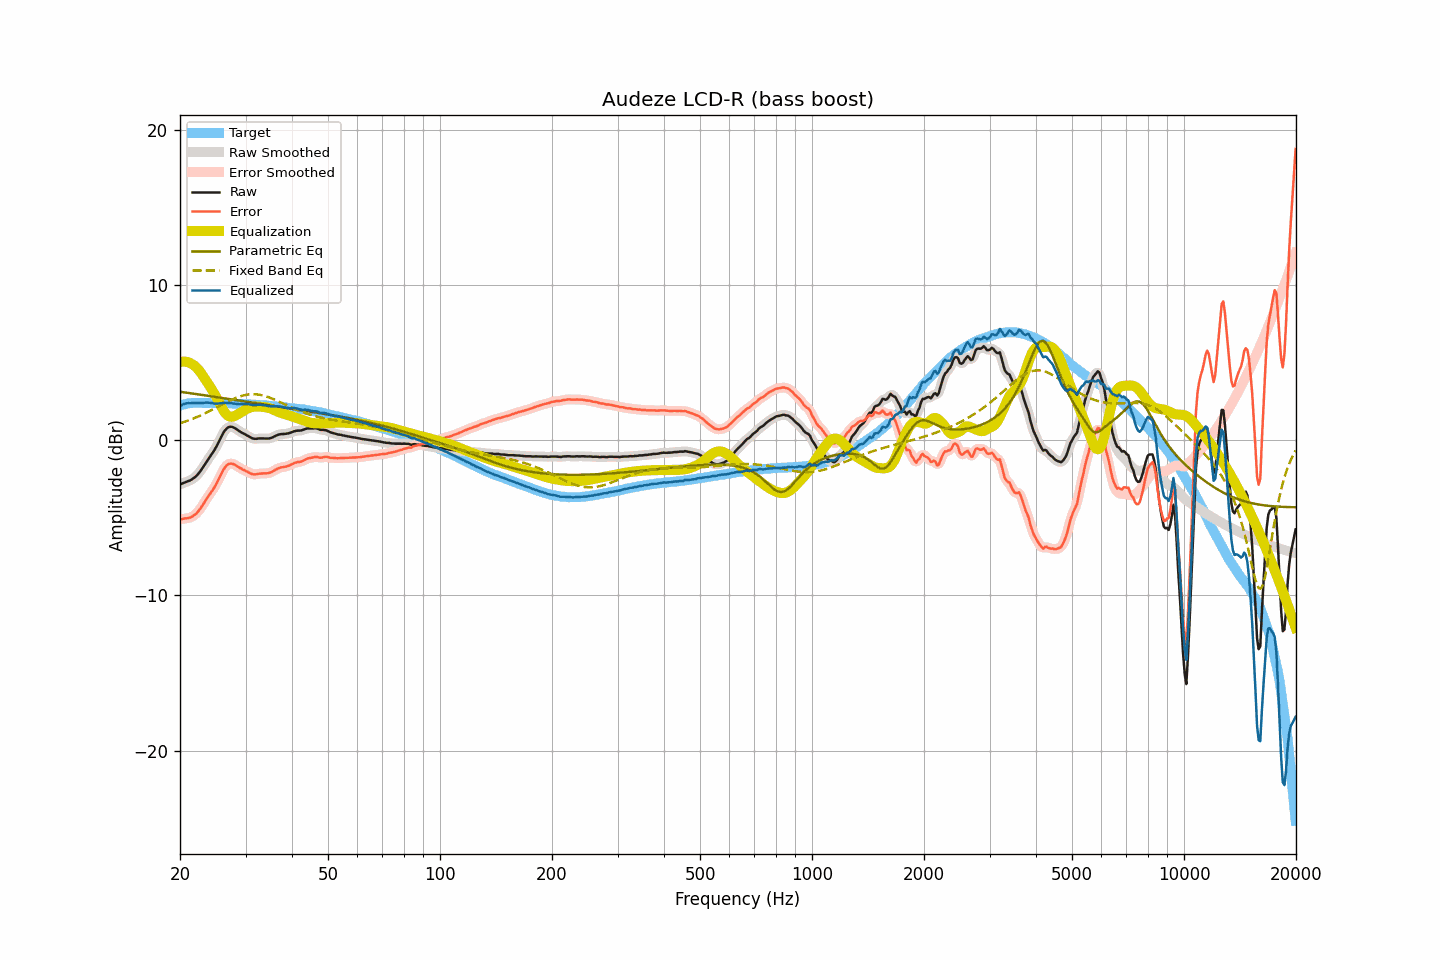 Audeze LCD-R (bass boost)
20
10
0
−10
−20
Amplitude (dBr)
Target
Raw Smoothed
Error Smoothed
Raw
Error
Equalization
Parametric Eq
Fixed Band Eq
Equalized
20 50 100 200 500 1000 2000 5000 10000 20000
Frequency (Hz)